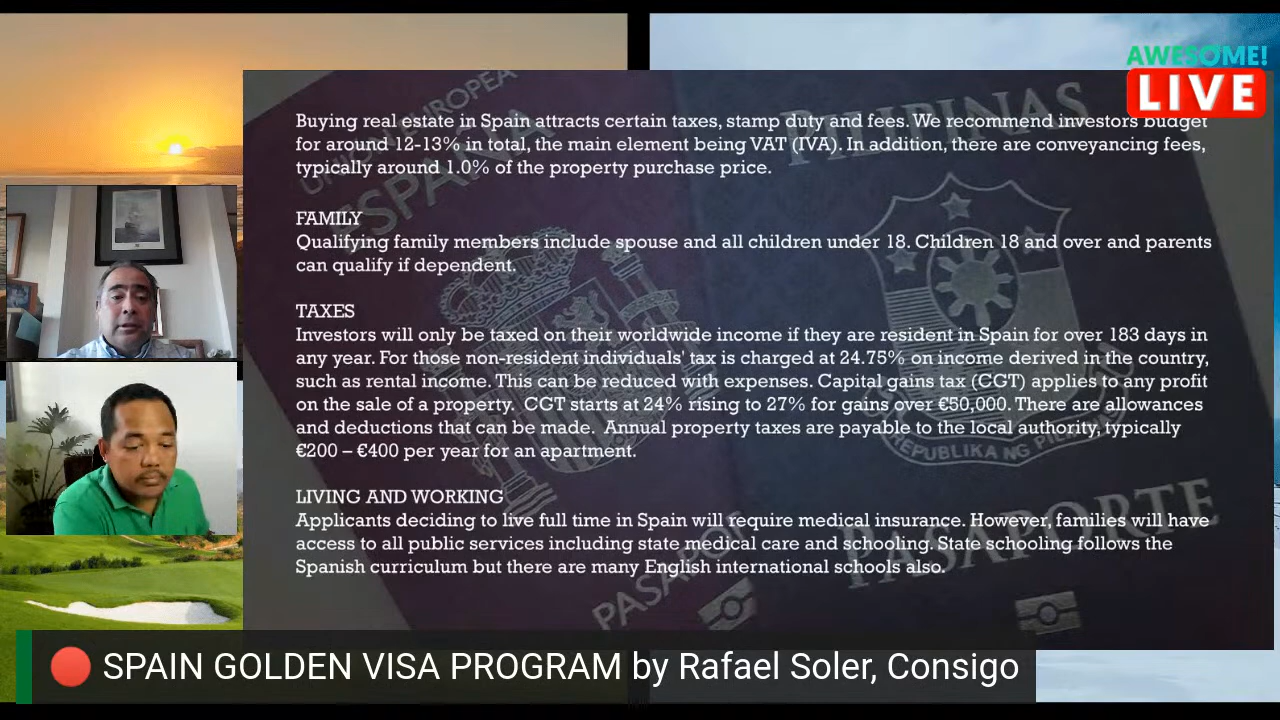 AWESOME!
LIVE
Buying real estate in Spain attracts certain taxes, stamp duty and fees. We recommend investors budget
for around 12-13% in total, the main element being VAT (IVA). In addition, there are conveyancing fees,
typically around 1.0% of the property purchase price.
FAMILY
Qualifying family members include spouse and all children under 18. Children 18 and over and parents
can qualify if dependent.
TAXES
Investors will only be taxed on their worldwide income if they are resident in Spain for over 183 days in
any year. For those non-resident individuals' tax is charged at 24.75% on income derived in the country,
such as rental income. This can be reduced with expenses. Capital gains tax (CGT) applies to any profit
on the sale of a property.  CGT starts at 24% rising to 27% for gains over €50,000. There are allowances
and deductions that can be made.  Annual property taxes are payable to the local authority, typically
€200 – €400 per year for an apartment.
LIVING AND WORKING
Applicants deciding to live full time in Spain will require medical insurance. However, families will have
access to all public services including state medical care and schooling. State schooling follows the
Spanish curriculum but there are many English international schools also.
EUROPEA
ESPAÑA
PILIPINAS
REPUBLIKA NG
PASAPORTE
SPAIN GOLDEN VISA PROGRAM by Rafael Soler, Consigo